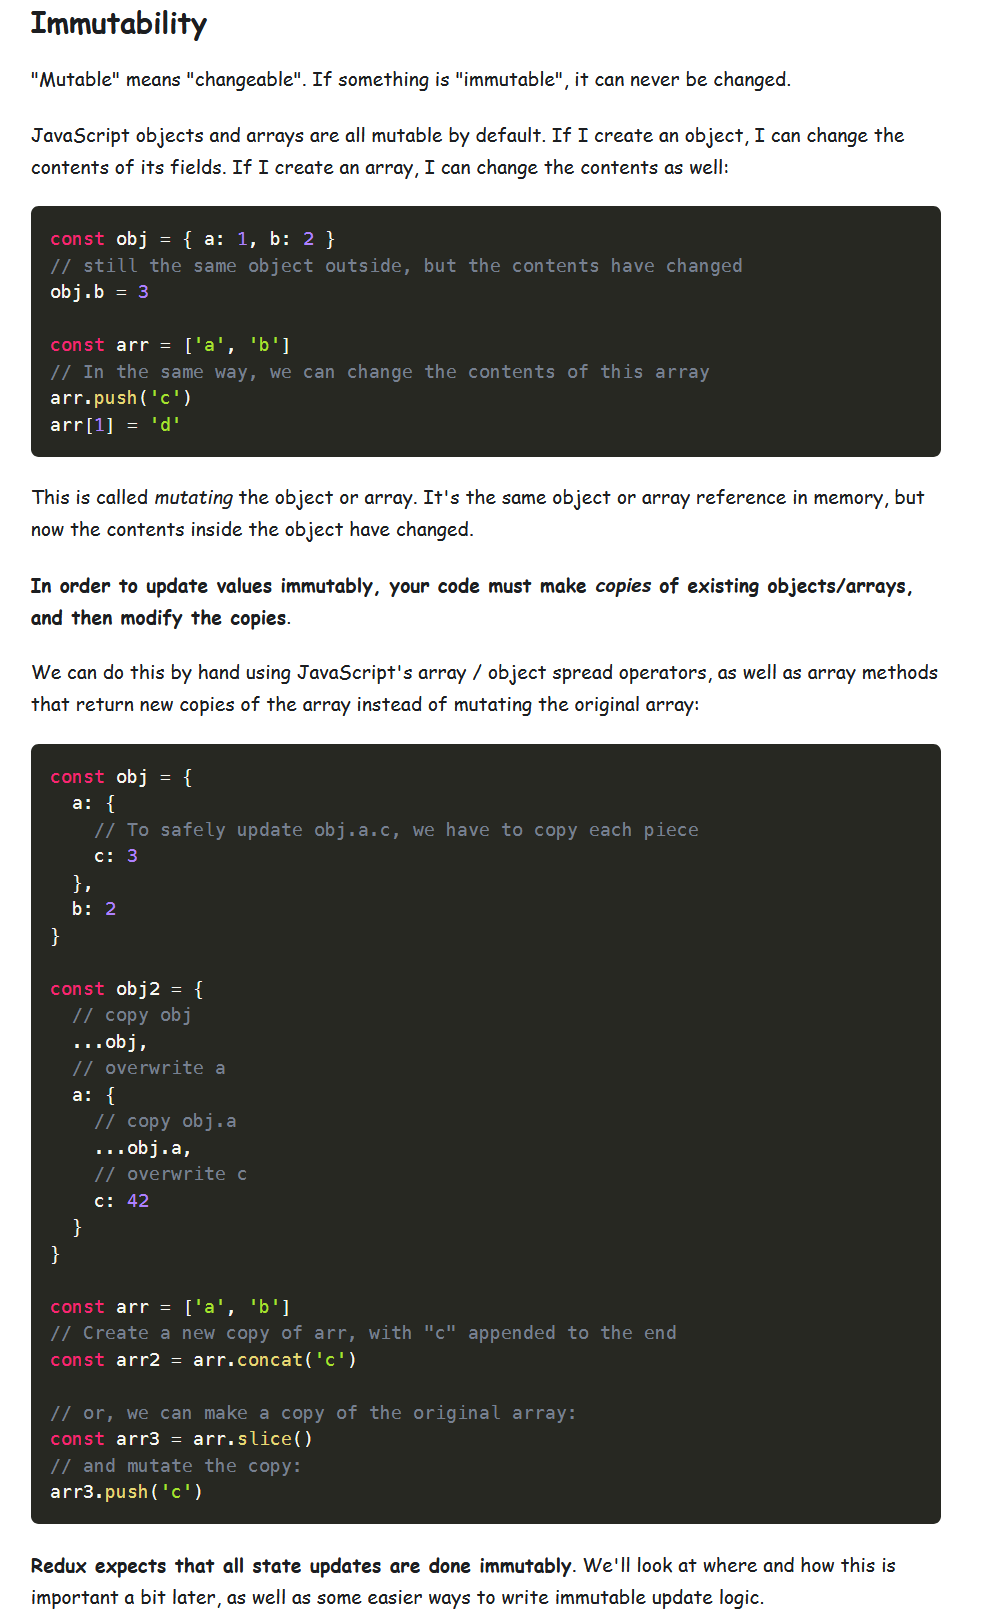 Immutability
"Mutable" means "changeable". If something is "immutable", it can never be changed.
JavaScript objects and arrays are all mutable by default. If I create an object, I can change the
contents of its fields. If I create an array, I can change the contents as well:
const obj = { a: 1, b: 2 }
// still the same object outside, but the contents have changed
obj.b = 3
const arr = ['a', 'b']
// In the same way, we can change the contents of this array
arr.push('c')
arr[1] = 'd'
This is called mutating the object or array. It's the same object or array reference in memory, but
now the contents inside the object have changed.
In order to update values immutably, your code must make copies of existing objects/arrays,
and then modify the copies.
We can do this by hand using JavaScript's array / object spread operators, as well as array methods
that return new copies of the array instead of mutating the original array:
const obj = {
  a: {
    // To safely update obj.a.c, we have to copy each piece
    c: 3
  },
  b: 2
}
const obj2 = {
  // copy obj
  ...obj,
  // overwrite a
  a: {
    // copy obj.a
    ...obj.a,
    // overwrite c
    c: 42
  }
}
const arr = ['a', 'b']
// Create a new copy of arr, with "c" appended to the end
const arr2 = arr.concat('c')
// or, we can make a copy of the original array:
const arr3 = arr.slice()
// and mutate the copy:
arr3.push('c')
Redux expects that all state updates are done immutably. We'll look at where and how this is
important a bit later, as well as some easier ways to write immutable update logic.